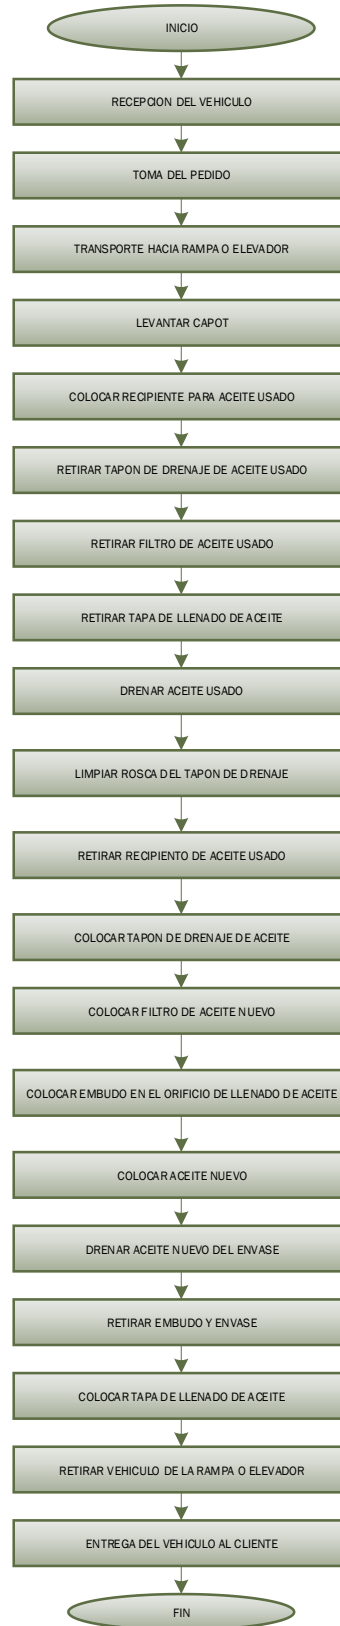 INICIO
RECEPCION DEL VEHICULO
TOMA DEL PEDIDO
TRANSPORTE HACIA RAMPA O ELEVADOR
LEVANTAR CAPOT
COLOCAR RECIPIENTE PARA ACEITE USADO
RETIRAR TAPON DE DRENAJE DE ACEITE USADO
RETIRAR FILTRO DE ACEITE USADO
RETIRAR TAPA DE LLENADO DE ACEITE
DRENAR ACEITE USADO
LIMPIAR ROSCA DEL TAPON DE DRENAJE
RETIRAR RECIPIENTO DE ACEITE USADO
COLOCAR TAPON DE DRENAJE DE ACEITE
COLOCAR FILTRO DE ACEITE NUEVO
COLOCAR EMBUDO EN EL ORIFICIO DE LLENADO DE ACEITE
COLOCAR ACEITE NUEVO
DRENAR ACEITE NUEVO DEL ENVASE
RETIRAR EMBUDO Y ENVASE
COLOCAR TAPA DE LLENADO DE ACEITE
RETIRAR VEHICULO DE LA RAMPA O ELEVADOR
ENTREGA DEL VEHICULO AL CLIENTE
FIN